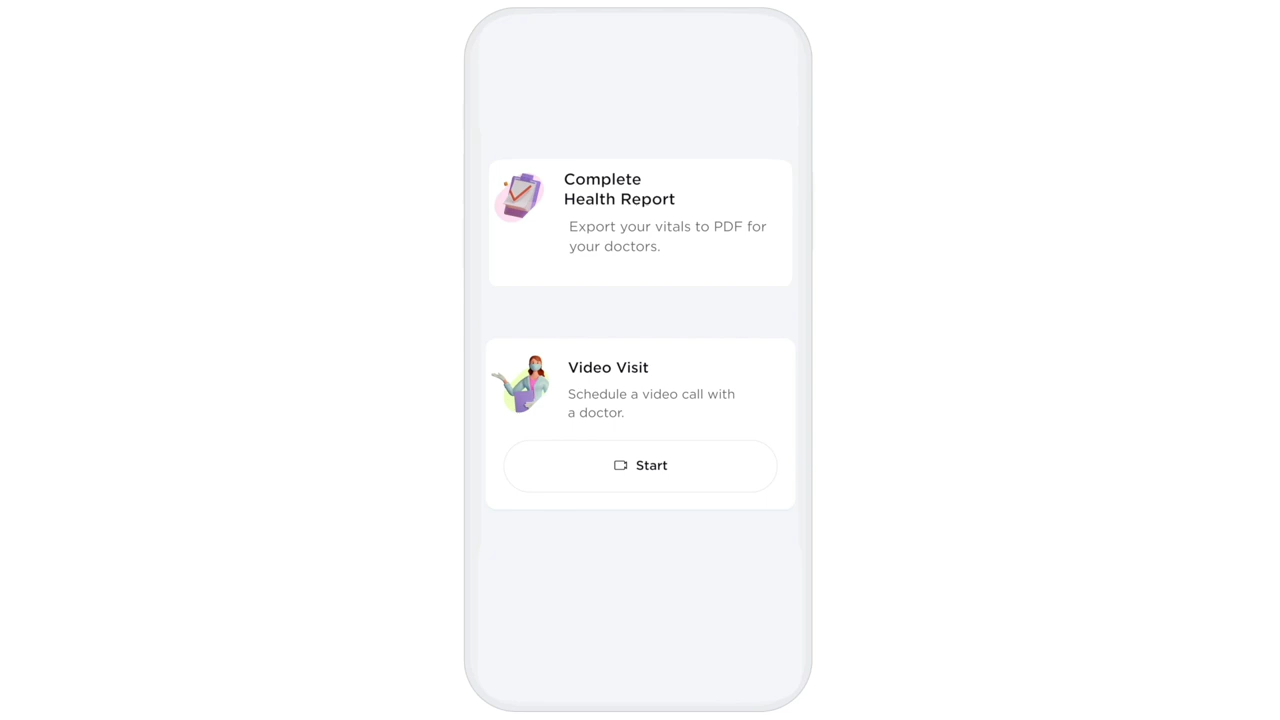 Complete
Health Report
Export your vitals to PDF for
your doctors.
Video Visit
Schedule a video call with
a doctor.
Start